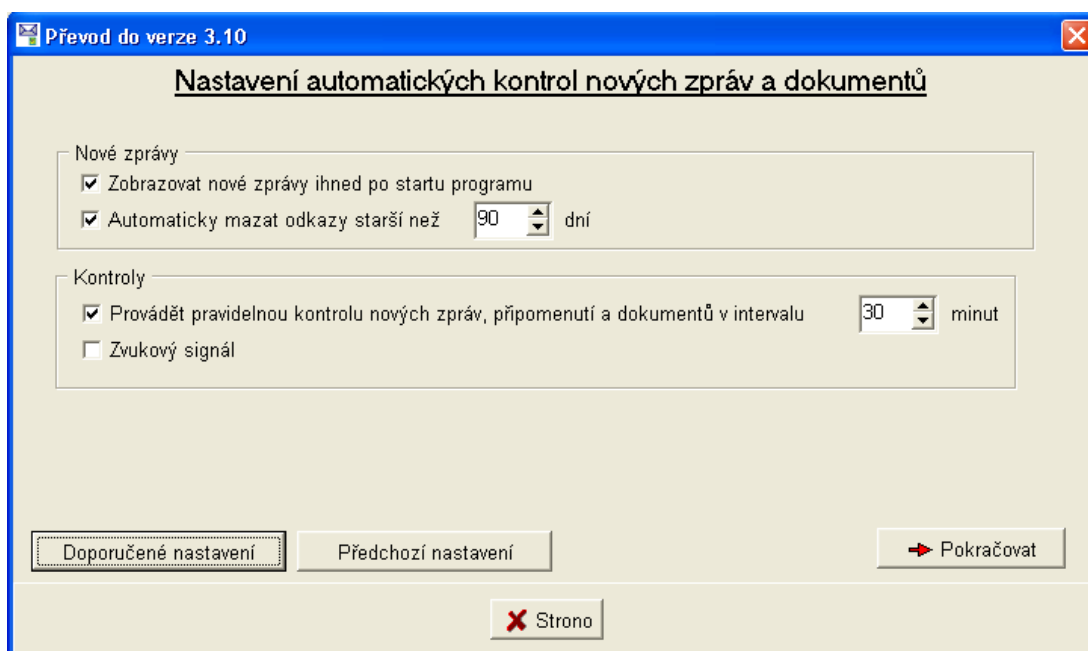 Převod do verze 3.10
Nastavení automatických kontrol nových zpráv a dokumentů
Nové zprávy
Zobrazovat nové zprávy ihned po startu programu
Automaticky mazat odkazy starší než 90 dní
Kontroly
Provádět pravidelnou kontrolu nových zpráv, připomenutí a dokumentů v intervalu 30 minut
Zvukový signál
Doporučené nastavení Předchozí nastavení Pokračovat
Strono